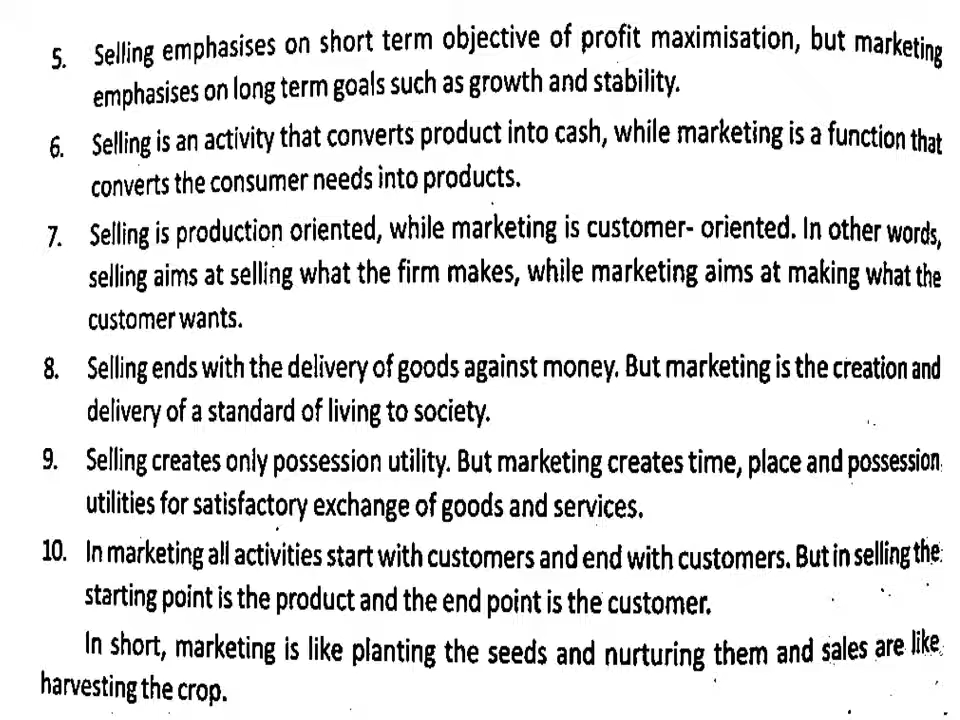 5. Selling emphasises on short term objective of profit maximisation, but marketing
emphasises on long term goals such as growth and stability.
6. Selling is an activity that converts product into cash, while marketing is a function that
converts the consumer needs into products.
7. Selling is production oriented, while marketing is customer- oriented. In other words,
selling aims at selling what the firm makes, while marketing aims at making what the
customer wants.
8. Selling ends with the delivery of goods against money. But marketing is the creation and
delivery of a standard of living to society.
9. Selling creates only possession utility. But marketing creates time, place and possession
utilities for satisfactory exchange of goods and services.
10. In marketing all activities start with customers and end with customers. But in selling the
starting point is the product and the end point is the customer.
In short, marketing is like planting the seeds and nurturing them and sales are like
harvesting the crop.